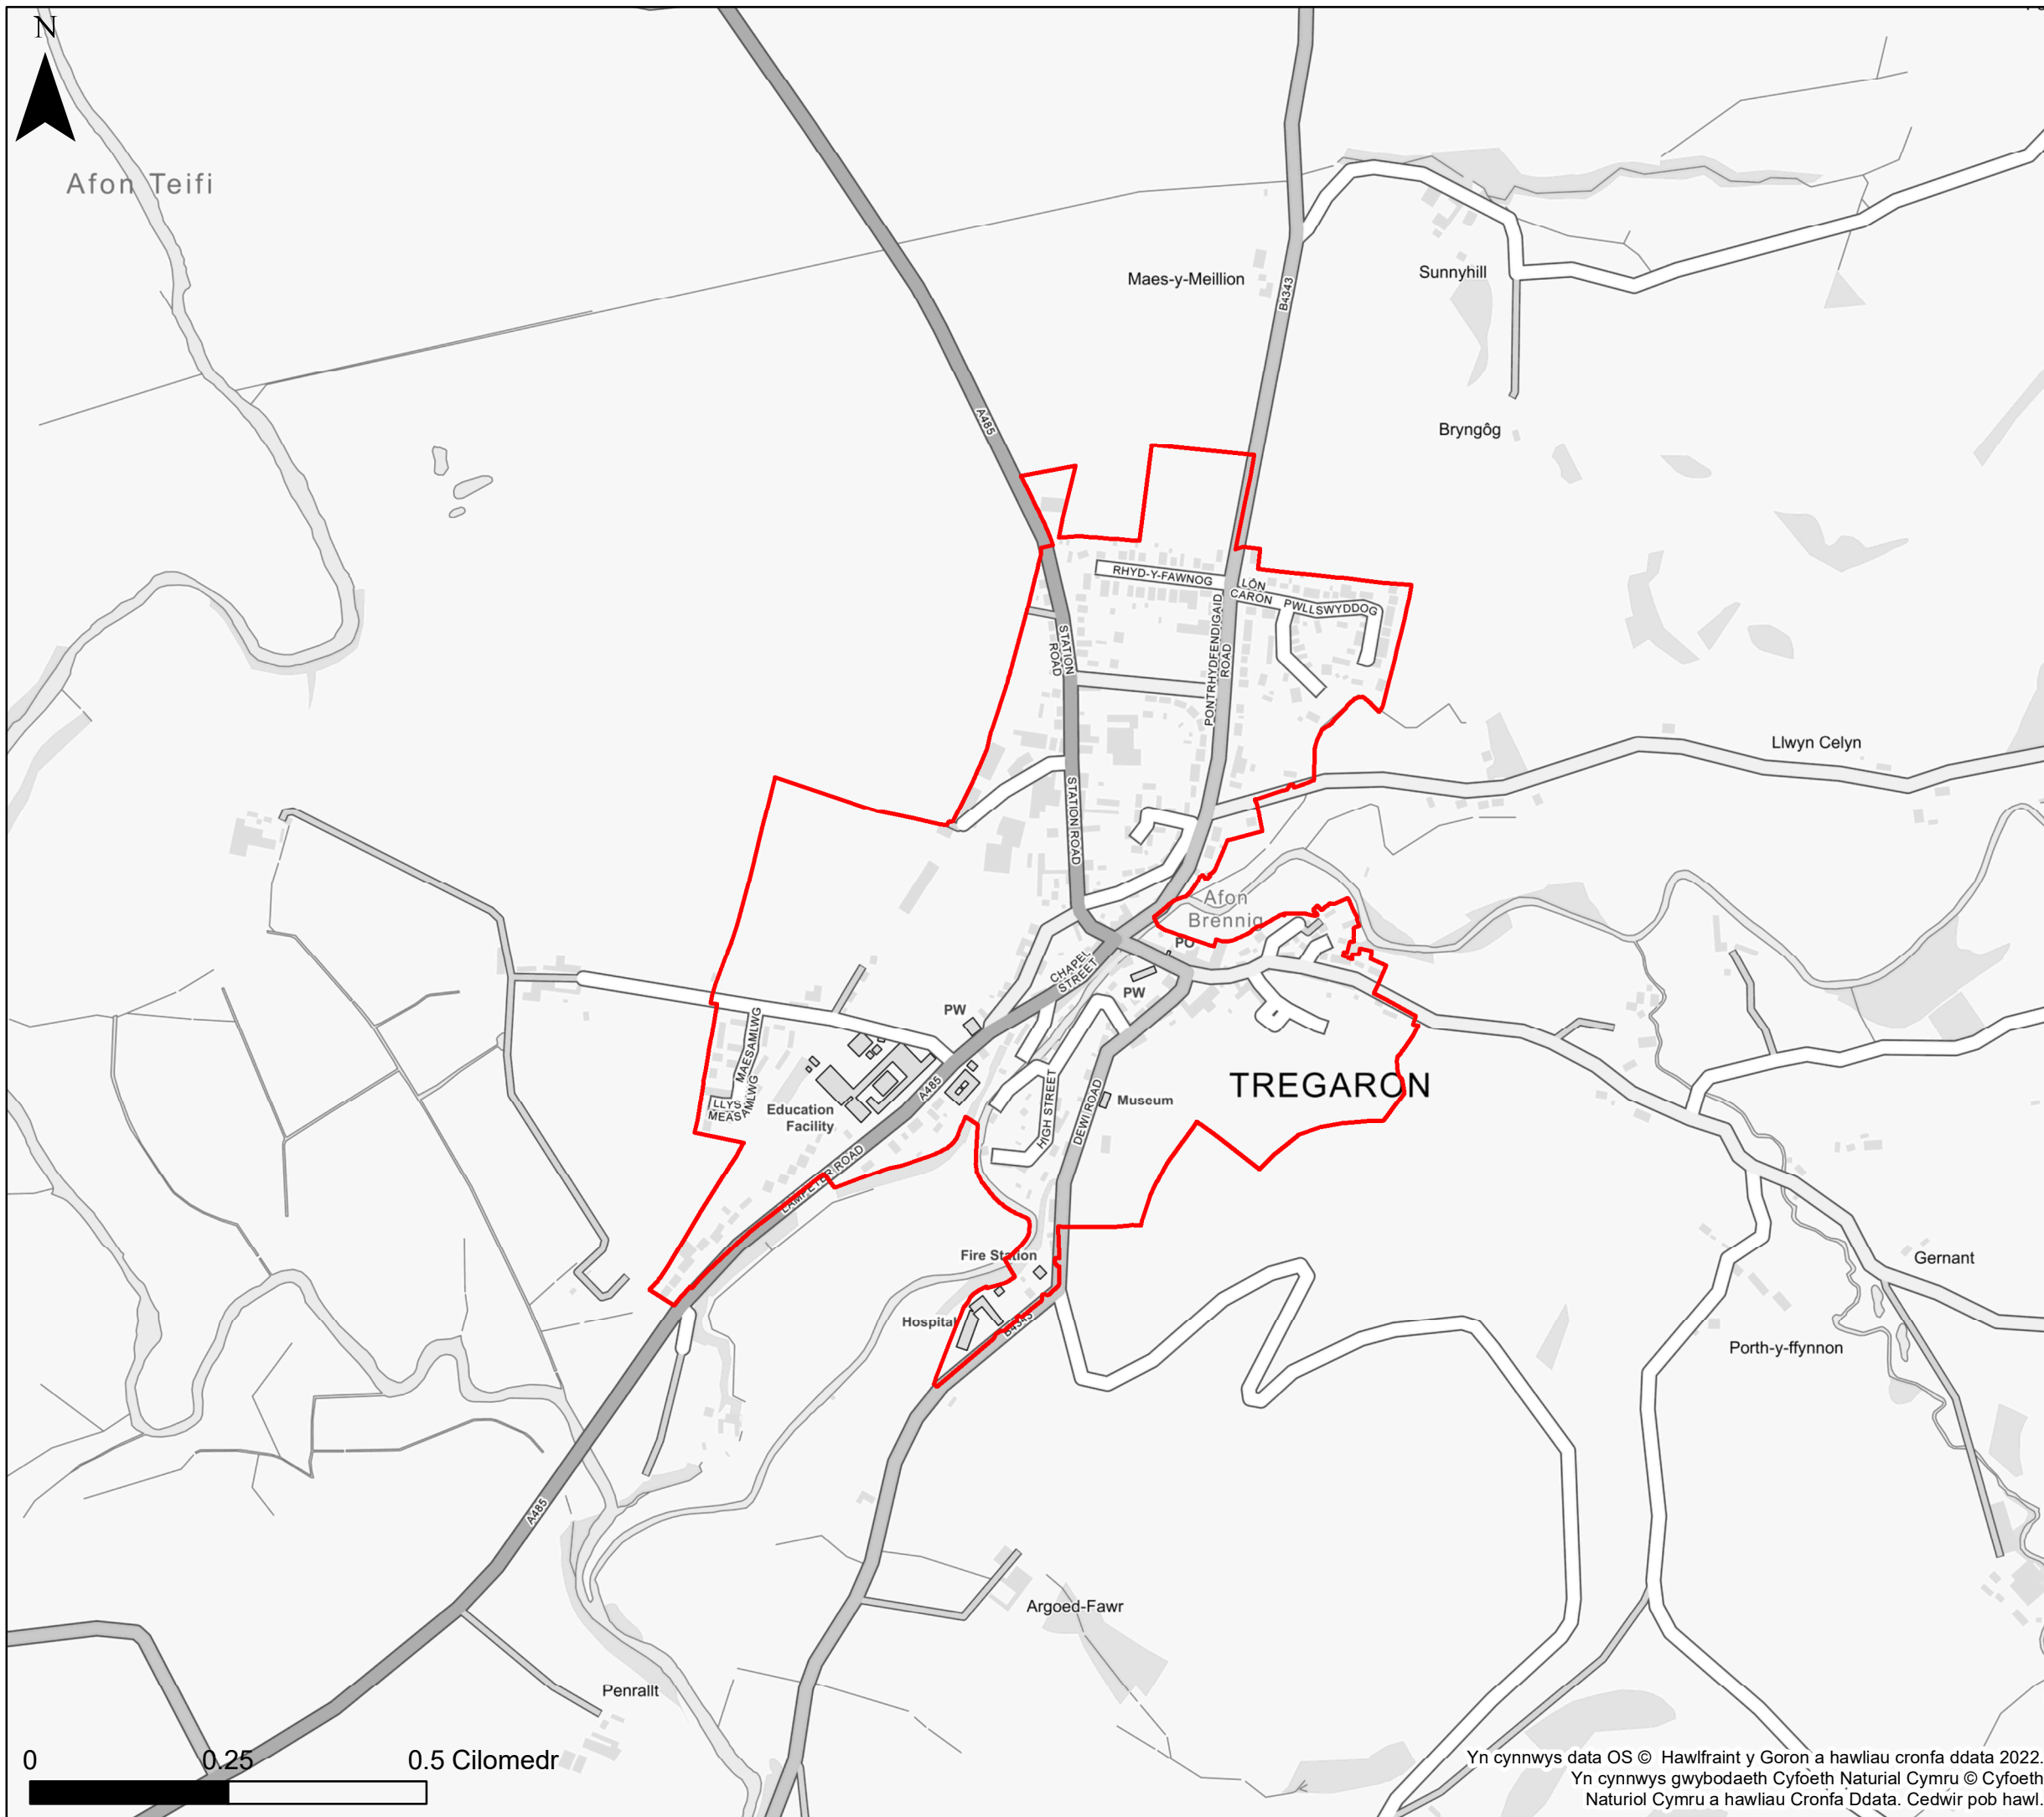 N
Afon Teifi
Maes-y-Meillion
Sunnyhill
B4343
A485
Bryngôg
RHYD-Y-FAWNOG
LÔN
CARON
PWLLSWYDDOG
STATION
ROAD
PONTRHYDFENDIGAID
ROAD
Llwyn Celyn
STATION ROAD
Afon
Brennig
PO
CHAPEL
STREET
PW
PW
MAESAMLWG
LLYS
MEASAMLWG
A485
Education
Facility
HIGH STREET
DEWI ROAD
Museum
TREGARON
LAMPETER ROAD
Fire Station
Hospital
B4343
Gernant
Porth-y-ffynnon
A485
Argoed-Fawr
Penrallt
0 0.25 0.5 Cilomedr
Yn cynnwys data OS © Hawlfraint y Goron a hawliau cronfa ddata 2022.
Yn cynnwys gwybodaeth Cyfoeth Naturial Cymru © Cyfoeth
Naturiol Cymru a hawliau Cronfa Ddata. Cedwir pob hawl.